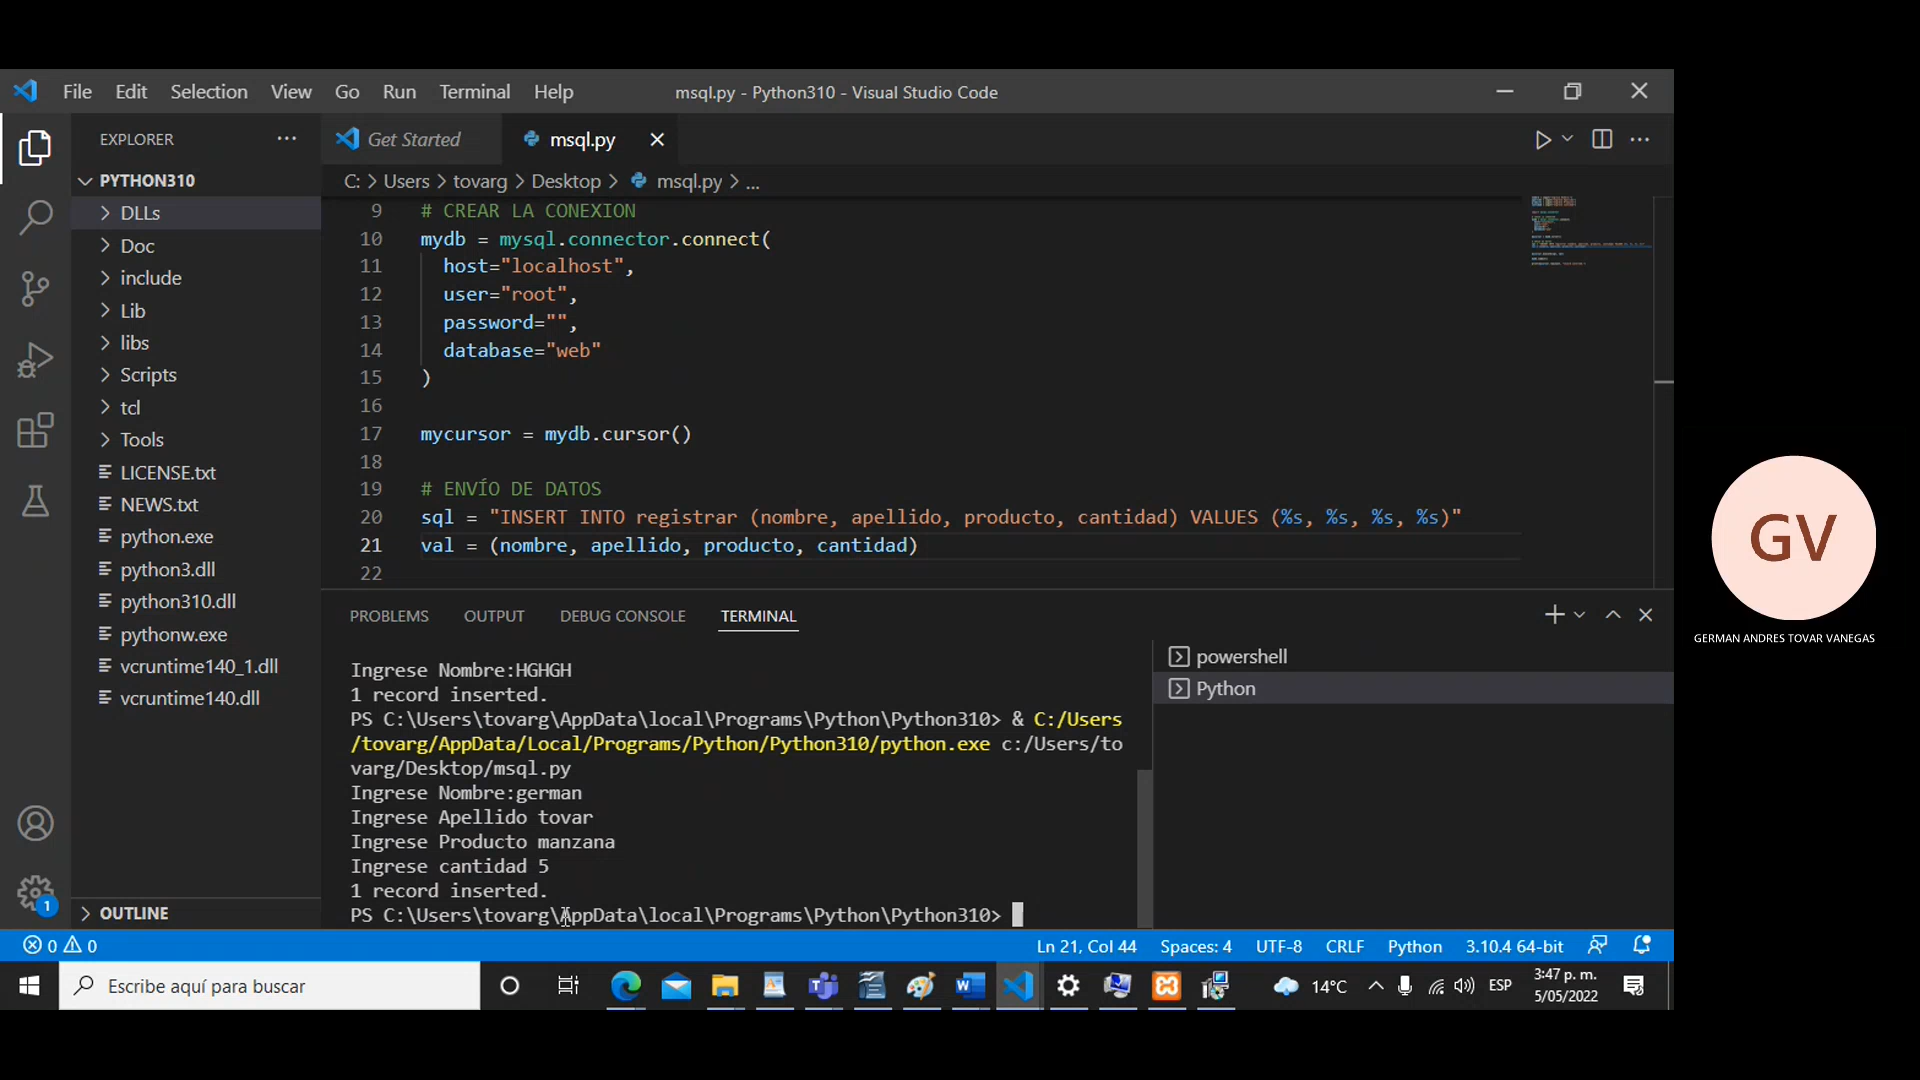 File Edit Selection View Go Run Terminal Help
msql.py - Python310 - Visual Studio Code
EXPLORER
Get Started
msql.py
PYTHON310
DLLs
Doc
include
Lib
libs
Scripts
tcl
Tools
LICENSE.txt
NEWS.txt
python.exe
python3.dll
python310.dll
pythonw.exe
vcruntime140_1.dll
vcruntime140.dll
OUTLINE
C: > Users > tovarg > Desktop > msql.py > ...
9 # CREAR LA CONEXION
10 mydb = mysql.connector.connect(
11 host="localhost",
12 user="root",
13 password="",
14 database="web"
15 )
16
17 mycursor = mydb.cursor()
18
19 # ENVÍO DE DATOS
20 sql = "INSERT INTO registrar (nombre, apellido, producto, cantidad) VALUES (%s, %s, %s, %s)"
21 val = (nombre, apellido, producto, cantidad)
22
PROBLEMS OUTPUT DEBUG CONSOLE TERMINAL
Ingrese Nombre:HGHGH
1 record inserted.
PS C:\Users\tovarg\AppData\local\Programs\Python\Python310> & C:/Users
/tovarg/AppData/Local/Programs/Python/Python310/python.exe c:/Users/to
varg/Desktop/msql.py
Ingrese Nombre:german
Ingrese Apellido tovar
Ingrese Producto manzana
Ingrese cantidad 5
1 record inserted.
PS C:\Users\tovarg\AppData\local\Programs\Python\Python310>
powershell
Python
1
0 0
Ln 21, Col 44 Spaces: 4 UTF-8 CRLF Python 3.10.4 64-bit
Escribe aquí para buscar
14°C
ESP
3:47 p. m.
5/05/2022
GV
GERMAN ANDRES TOVAR VANEGAS